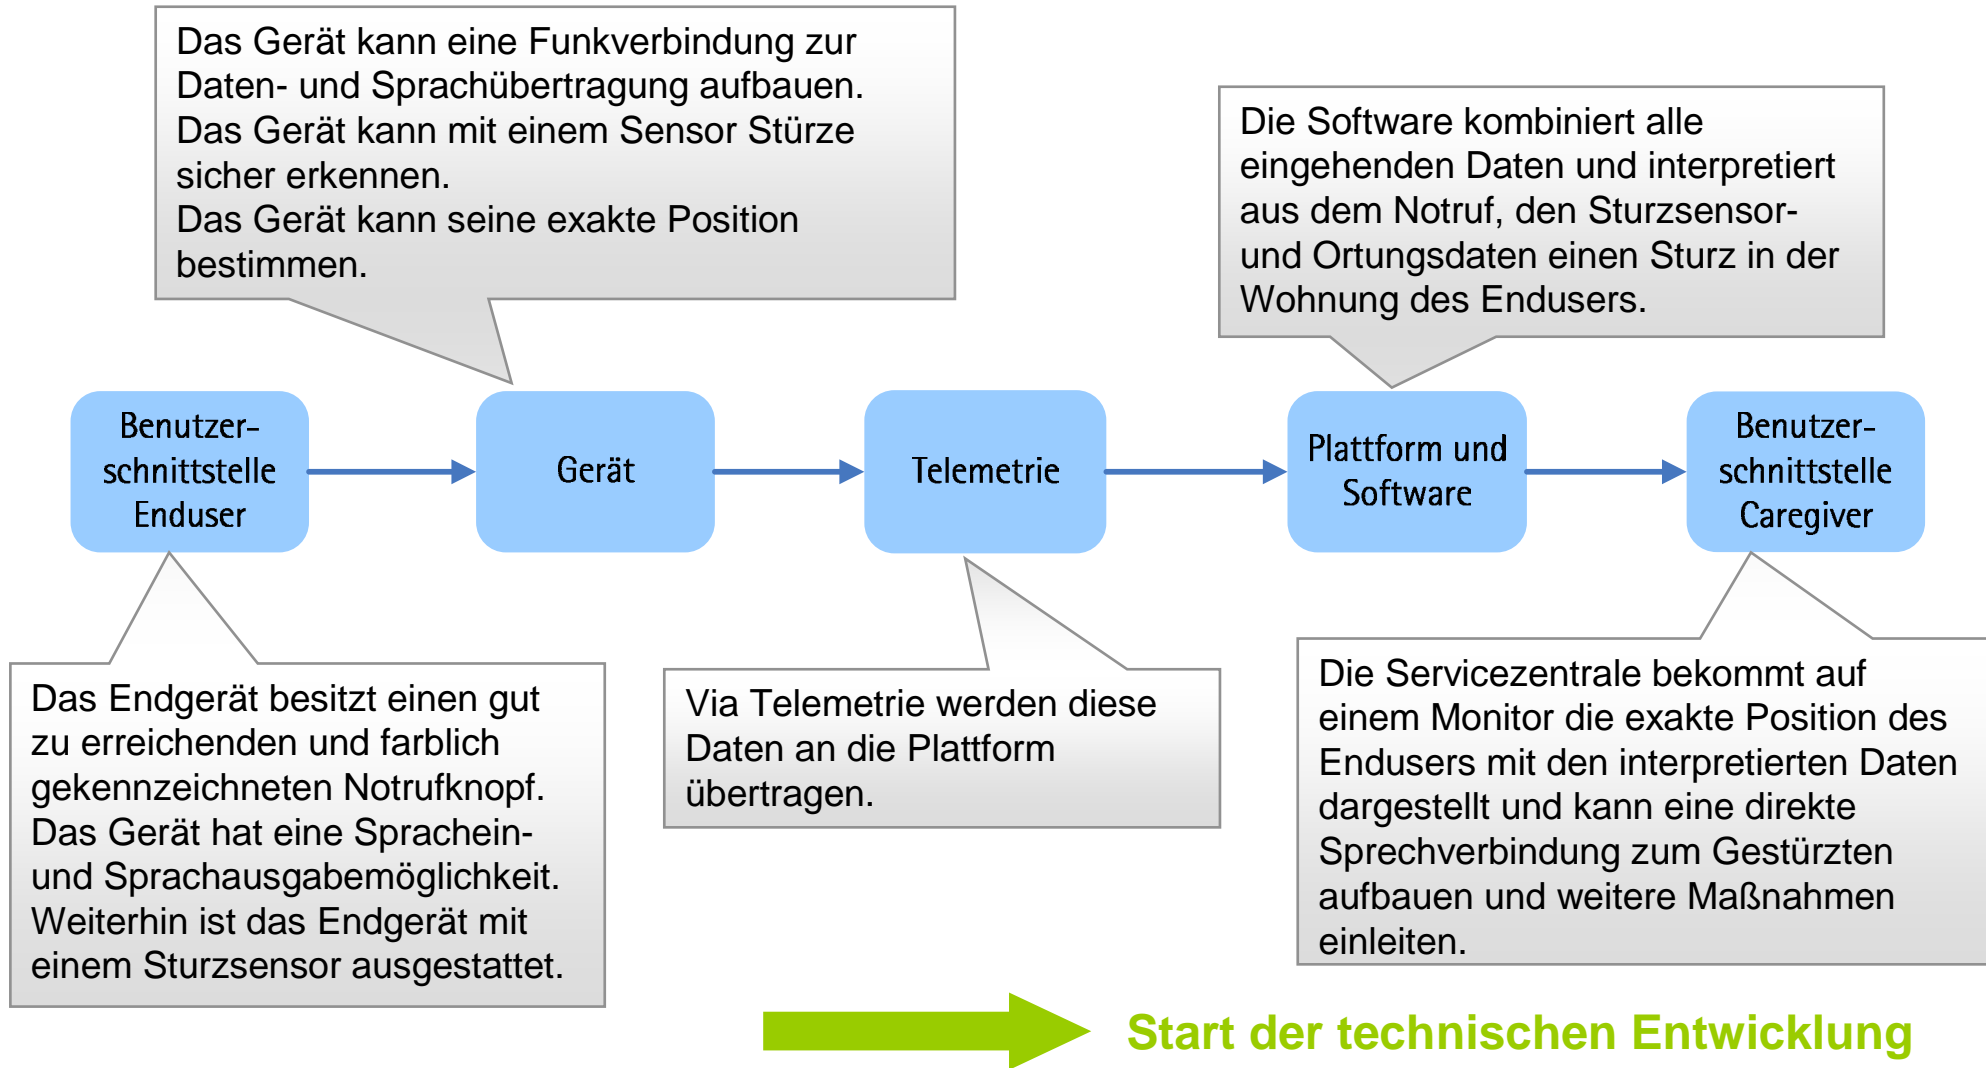 Das Gerät kann eine Funkverbindung zur
Daten- und Sprachübertragung aufbauen.
Das Gerät kann mit einem Sensor Stürze
sicher erkennen.
Das Gerät kann seine exakte Position
bestimmen.
Die Software kombiniert alle
eingehenden Daten und interpretiert
aus dem Notruf, den Sturzsensor-
und Ortungsdaten einen Sturz in der
Wohnung des Endusers.
Benutzer-
schnittstelle
Enduser
Gerät
Telemetrie
Plattform und
Software
Benutzer-
schnittstelle
Caregiver
Das Endgerät besitzt einen gut
zu erreichenden und farblich
gekennzeichneten Notrufknopf.
Das Gerät hat eine Sprachein-
und Sprachausgabemöglichkeit.
Weiterhin ist das Endgerät mit
einem Sturzsensor ausgestattet.
Via Telemetrie werden diese
Daten an die Plattform
übertragen.
Die Servicezentrale bekommt auf
einem Monitor die exakte Position des
Endusers mit den interpretierten Daten
dargestellt und kann eine direkte
Sprechverbindung zum Gestürzten
aufbauen und weitere Maßnahmen
einleiten.
Start der technischen Entwicklung